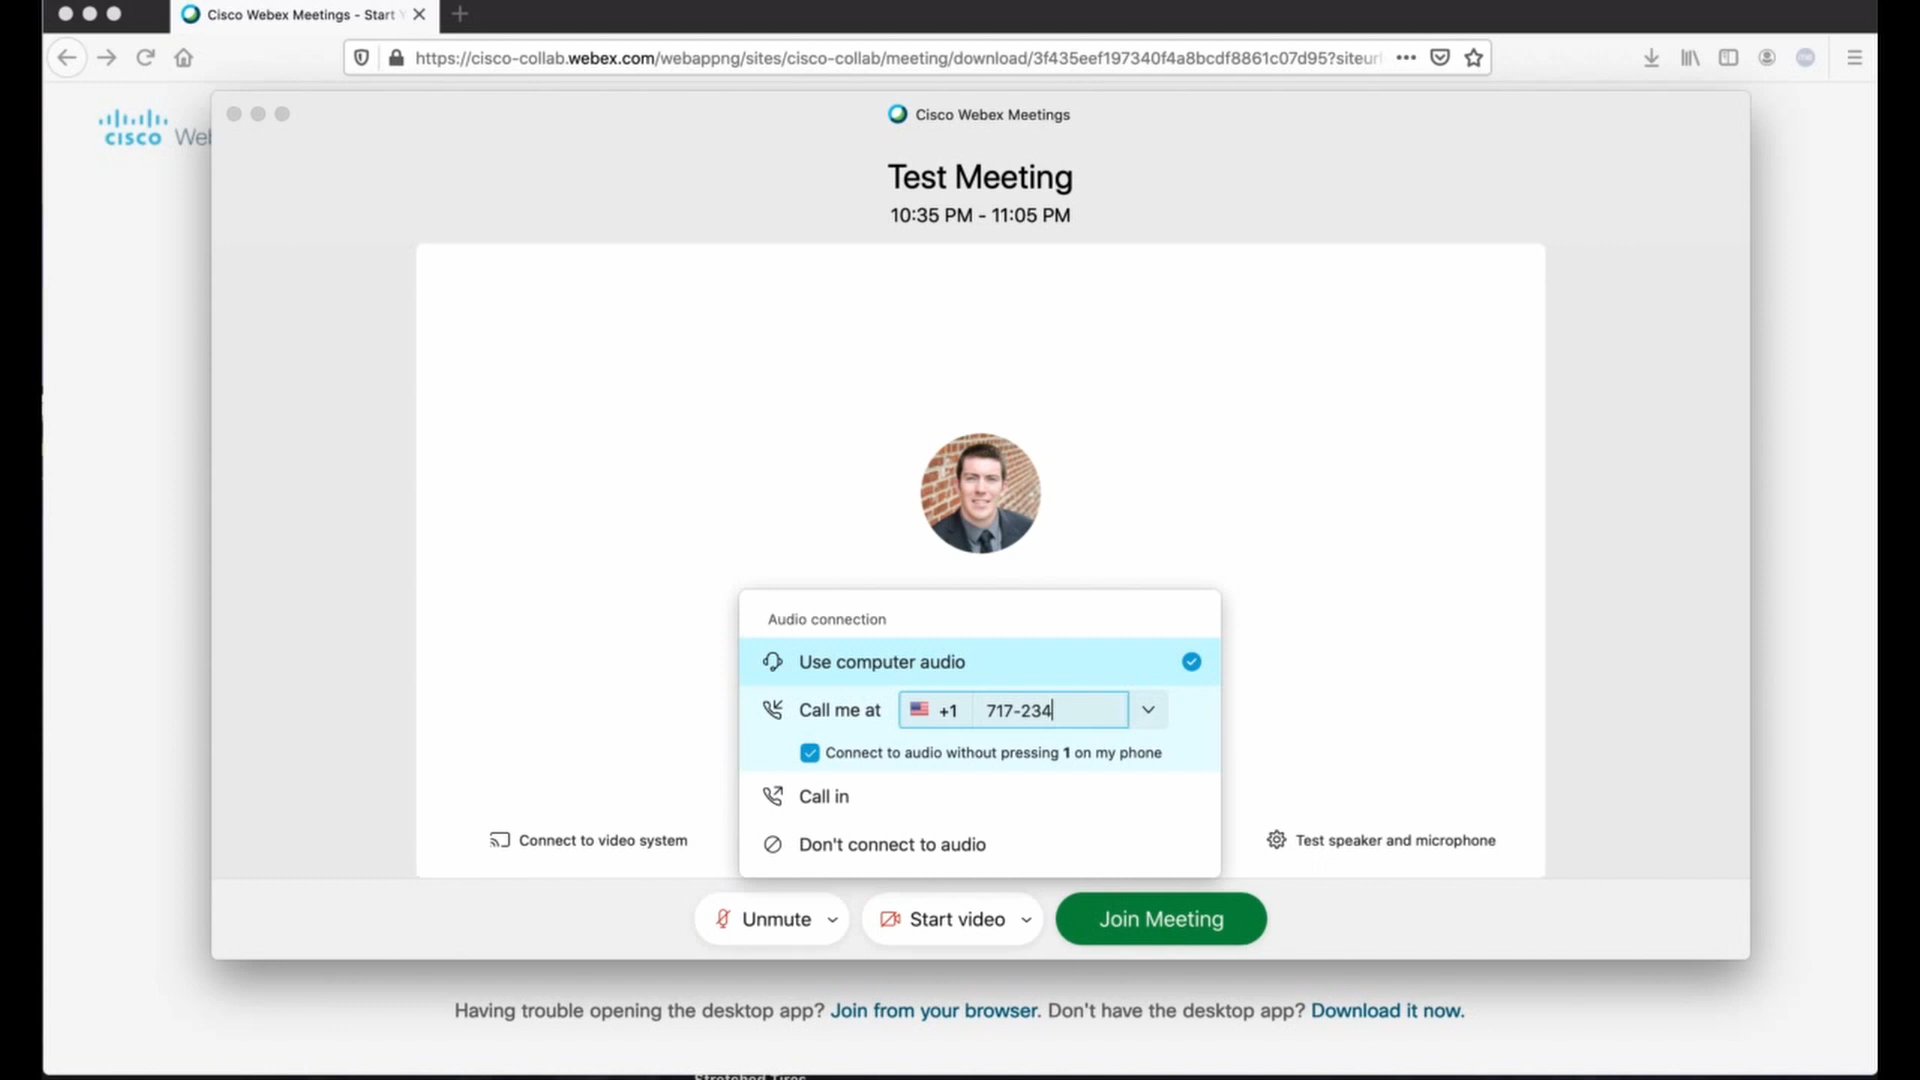 Cisco Webex Meetings - Start
https://cisco-collab.webex.com/webappng/sites/cisco-collab/meeting/download/3f435eef197340f4a8bcdf8861c07d95?siteurl
cisco Web
Cisco Webex Meetings
Test Meeting
10:35 PM - 11:05 PM
Audio connection
Use computer audio
Call me at +1 717-234
Connect to audio without pressing 1 on my phone
Call in
Don't connect to audio
Connect to video system
Test speaker and microphone
Unmute
Start video
Join Meeting
Having trouble opening the desktop app? Join from your browser. Don't have the desktop app? Download it now.
Stretched Tires